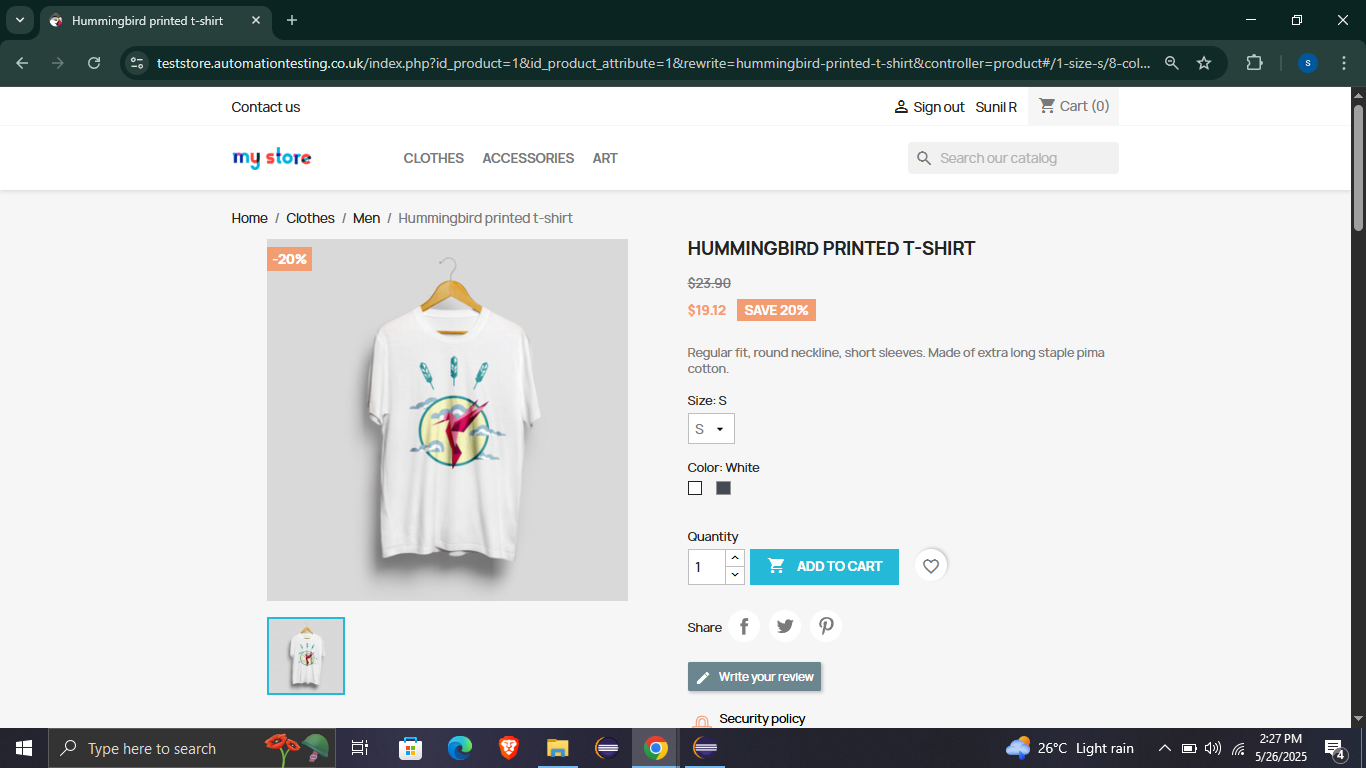 Hummingbird printed t-shirt
teststore.automationtesting.co.uk/index.php?id_product=1&id_product_attribute=1&rewrite=hummingbird-printed-t-shirt&controller=product#/1-size-s/8-col...
s
Contact us
Sign out Sunil R Cart (0)
my store
CLOTHES ACCESSORIES ART
Search our catalog
Home / Clothes / Men / Hummingbird printed t-shirt
-20%
HUMMINGBIRD PRINTED T-SHIRT
$23.90
$19.12 SAVE 20%
Regular fit, round neckline, short sleeves. Made of extra long staple pima
cotton.
Size: S
S
Color: White
Quantity
1
ADD TO CART
Share
Write your review
Security policy
Type here to search
26°C Light rain
2:27 PM
5/26/2025
4